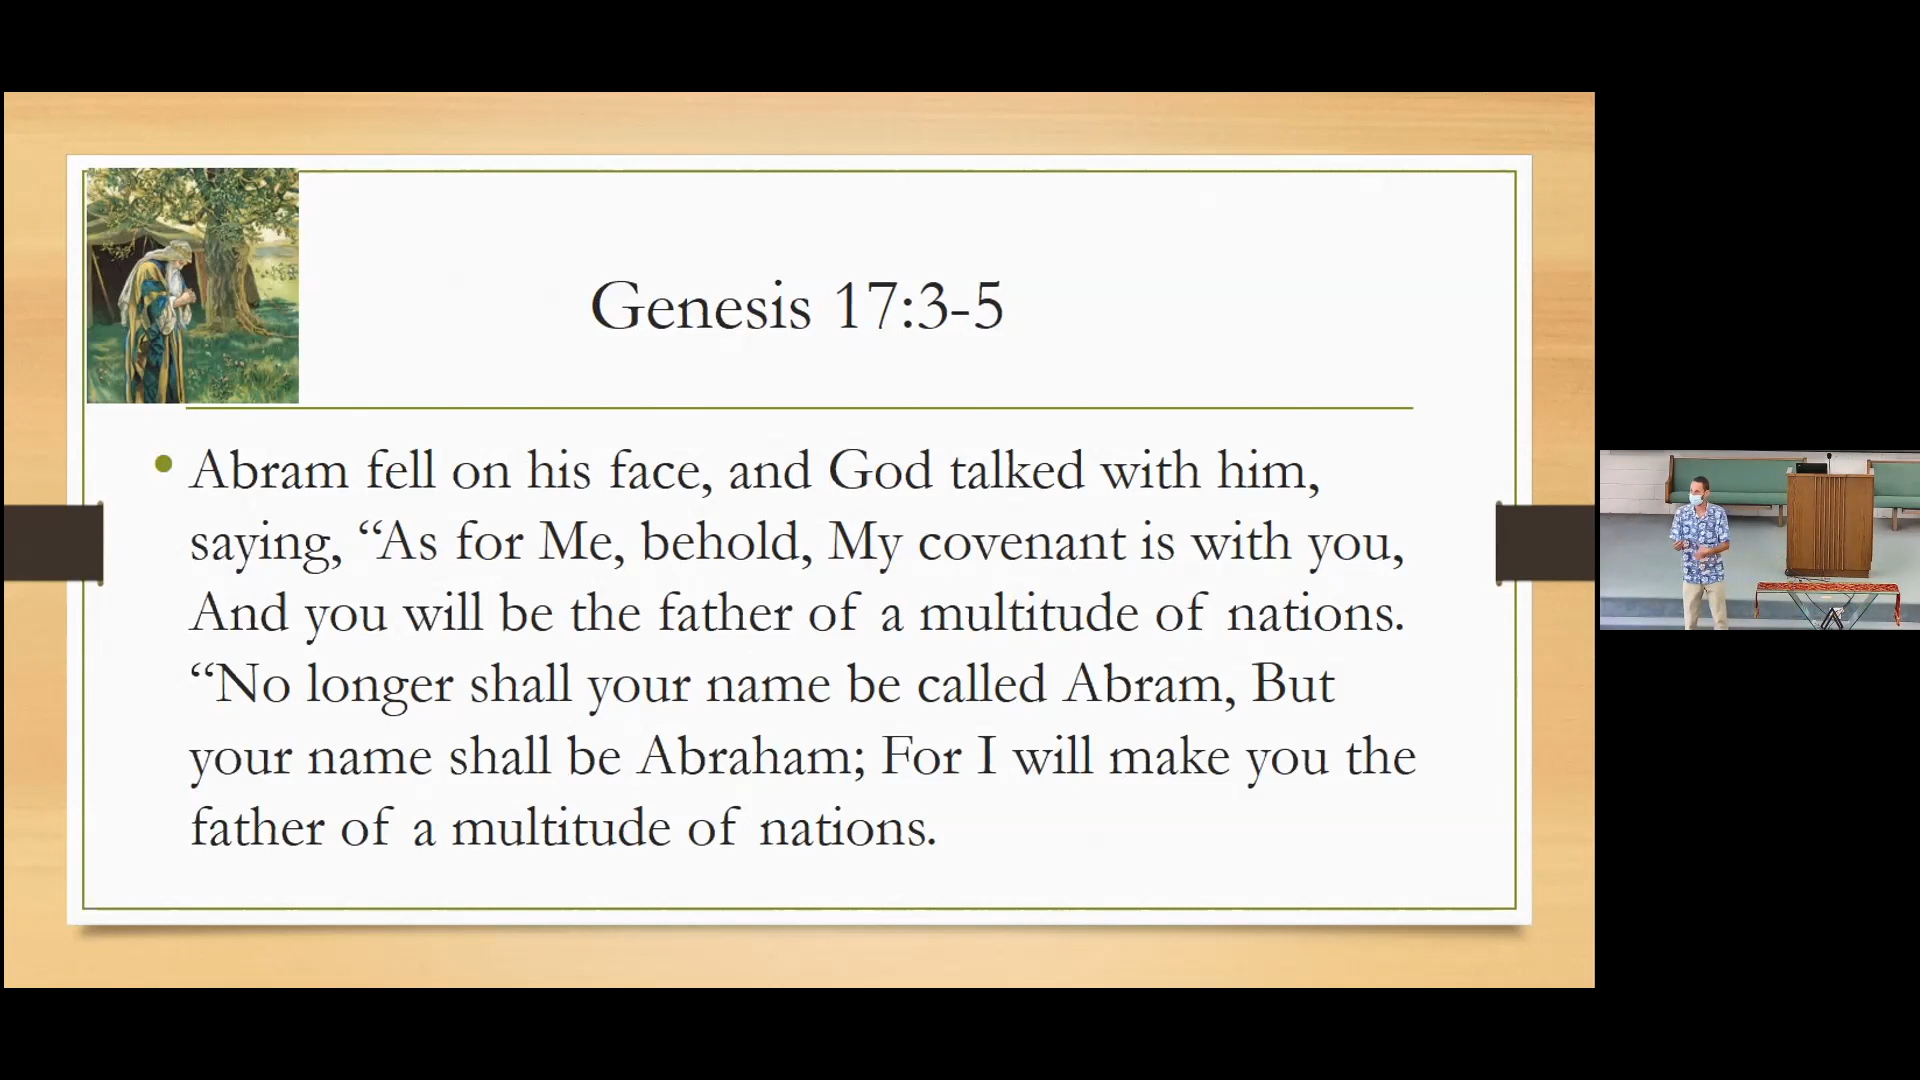 Genesis 17:3-5
• Abram fell on his face, and God talked with him,
saying, “As for Me, behold, My covenant is with you,
And you will be the father of a multitude of nations.
“No longer shall your name be called Abram, But
your name shall be Abraham; For I will make you the
father of a multitude of nations.